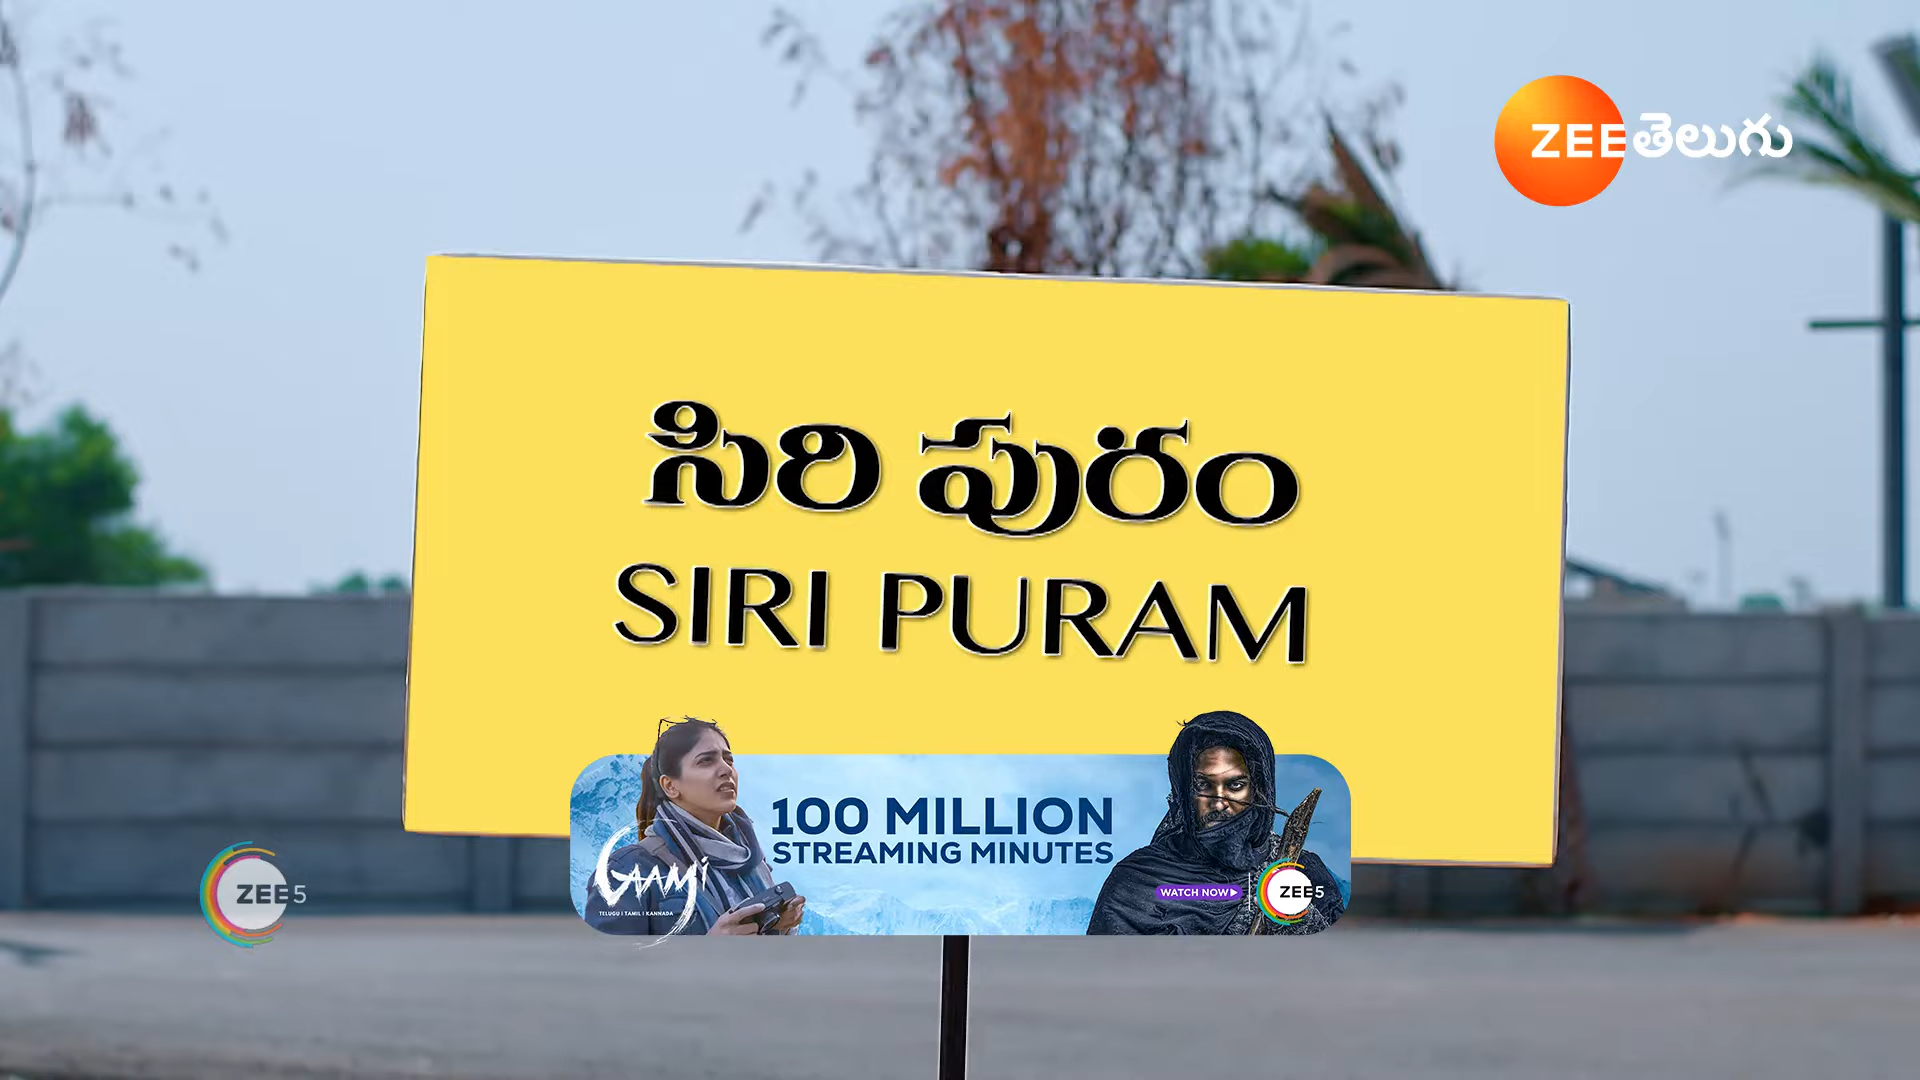 ZEE తెలుగు
సిరి పురం
SIRI PURAM
100 MILLION
STREAMING MINUTES
GAAMI
TELUGU | TAMIL | KANNADA
WATCH NOW
ZEE5
ZEE5